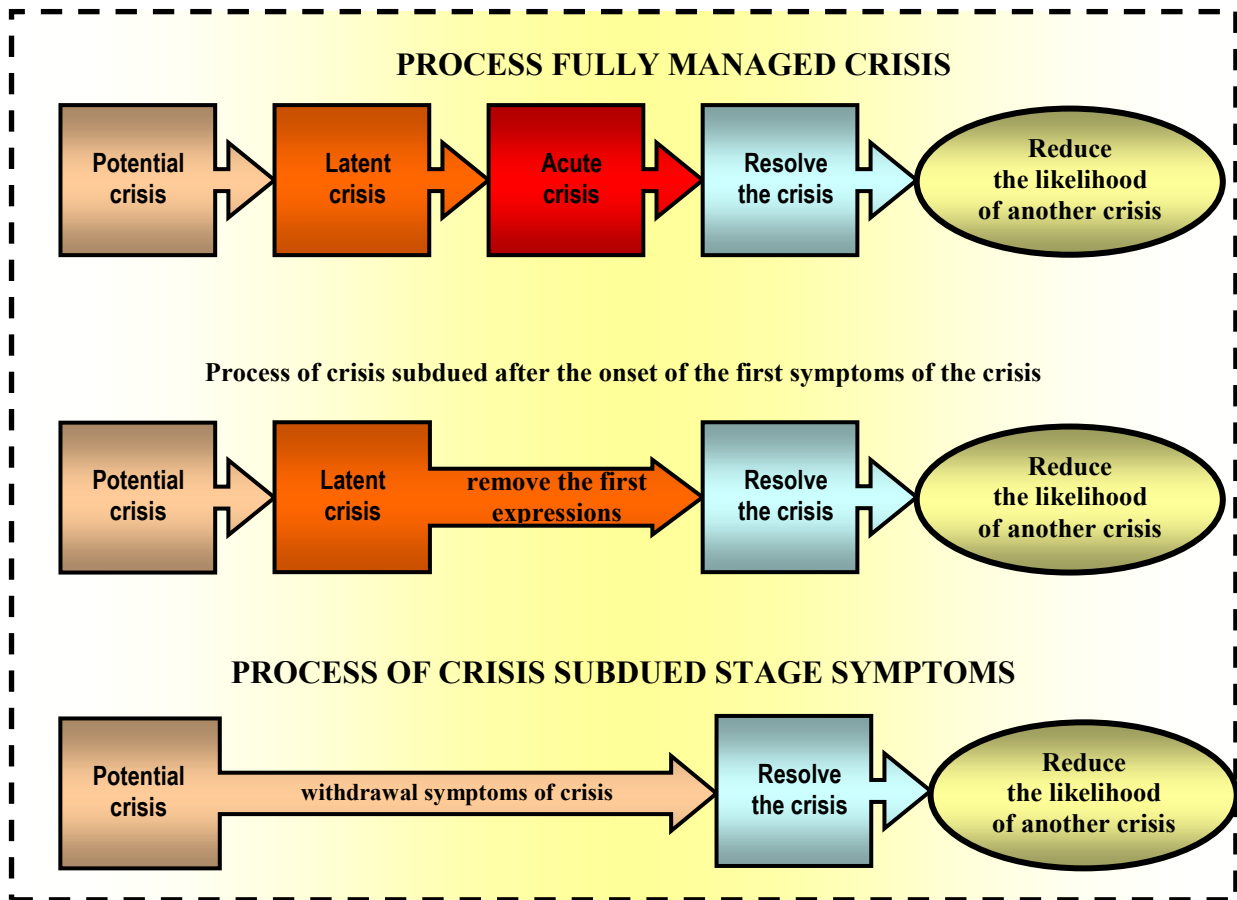 PROCESS FULLY MANAGED CRISIS
Potential
crisis
Latent
crisis
Acute
crisis
Resolve
the crisis
Reduce
the likelihood
of another crisis
Process of crisis subdued after the onset of the first symptoms of the crisis
Potential
crisis
Latent
crisis
remove the first
expressions
Resolve
the crisis
Reduce
the likelihood
of another crisis
PROCESS OF CRISIS SUBDUED STAGE SYMPTOMS
Potential
crisis
withdrawal symptoms of crisis
Resolve
the crisis
Reduce
the likelihood
of another crisis